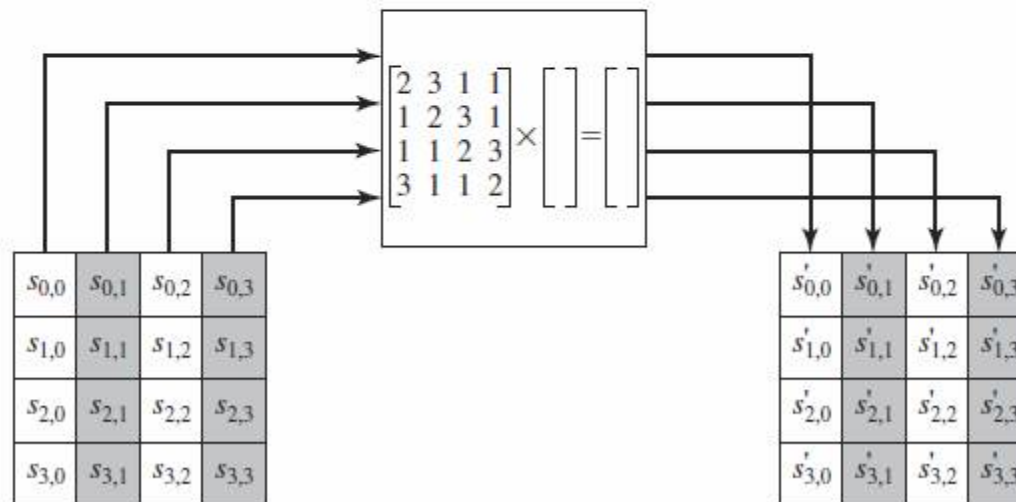 [2 3 1 1]
[1 2 3 1]
[1 1 2 3]
[3 1 1 2] × [ ] = [ ]
s0,0 s0,1 s0,2 s0,3
s1,0 s1,1 s1,2 s1,3
s2,0 s2,1 s2,2 s2,3
s3,0 s3,1 s3,2 s3,3
s'0,0 s'0,1 s'0,2 s'0,3
s'1,0 s'1,1 s'1,2 s'1,3
s'2,0 s'2,1 s'2,2 s'2,3
s'3,0 s'3,1 s'3,2 s'3,3